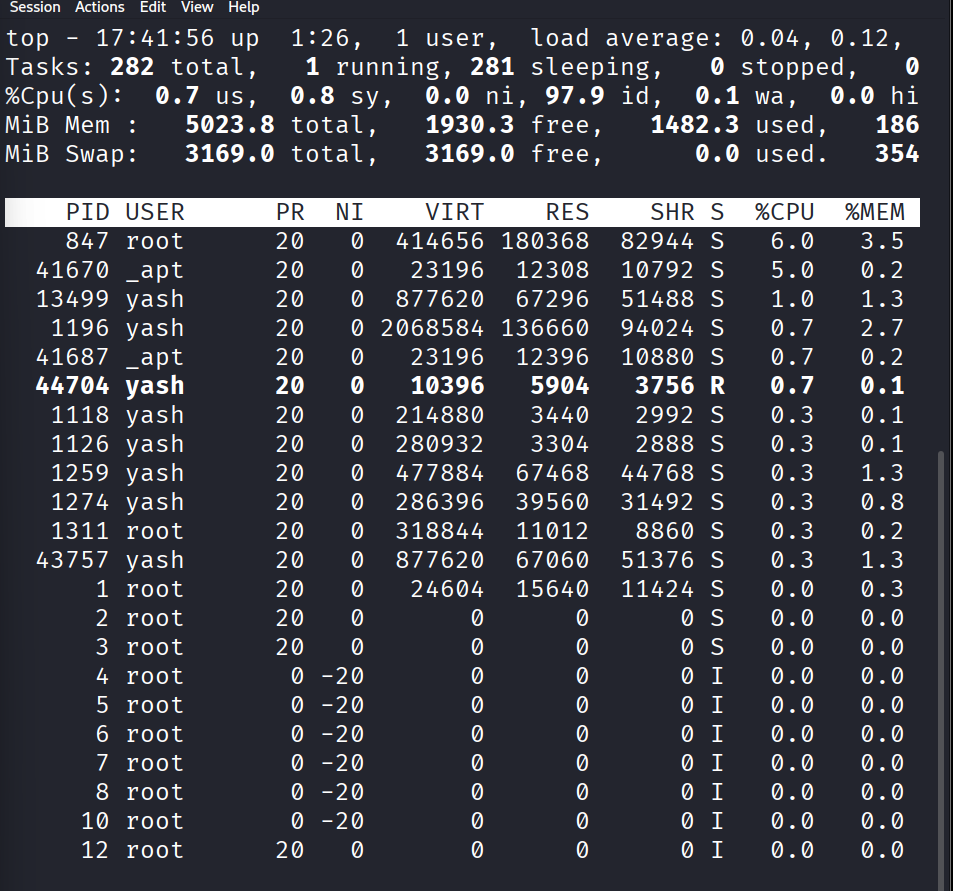 Session Actions Edit View Help
top - 17:41:56 up  1:26,  1 user,  load average: 0.04, 0.12,
Tasks: 282 total,   1 running, 281 sleeping,   0 stopped,   0
%Cpu(s):  0.7 us,  0.8 sy,  0.0 ni, 97.9 id,  0.1 wa,  0.0 hi
MiB Mem :   5023.8 total,   1930.3 free,   1482.3 used,   186
MiB Swap:   3169.0 total,   3169.0 free,      0.0 used.   354
    PID USER      PR  NI    VIRT    RES    SHR S  %CPU  %MEM
    847 root      20   0  414656 180368  82944 S   6.0   3.5
  41670 _apt      20   0   23196  12308  10792 S   5.0   0.2
  13499 yash      20   0  877620  67296  51488 S   1.0   1.3
   1196 yash      20   0 2068584 136660  94024 S   0.7   2.7
  41687 _apt      20   0   23196  12396  10880 S   0.7   0.2
  44704 yash      20   0   10396   5904   3756 R   0.7   0.1
   1118 yash      20   0  214880   3440   2992 S   0.3   0.1
   1126 yash      20   0  280932   3304   2888 S   0.3   0.1
   1259 yash      20   0  477884  67468  44768 S   0.3   1.3
   1274 yash      20   0  286396  39560  31492 S   0.3   0.8
   1311 root      20   0  318844  11012   8860 S   0.3   0.2
  43757 yash      20   0  877620  67060  51376 S   0.3   1.3
      1 root      20   0   24604  15640  11424 S   0.0   0.3
      2 root      20   0       0      0      0 S   0.0   0.0
      3 root      20   0       0      0      0 S   0.0   0.0
      4 root       0 -20       0      0      0 I   0.0   0.0
      5 root       0 -20       0      0      0 I   0.0   0.0
      6 root       0 -20       0      0      0 I   0.0   0.0
      7 root       0 -20       0      0      0 I   0.0   0.0
      8 root       0 -20       0      0      0 I   0.0   0.0
     10 root       0 -20       0      0      0 I   0.0   0.0
     12 root      20   0       0      0      0 I   0.0   0.0